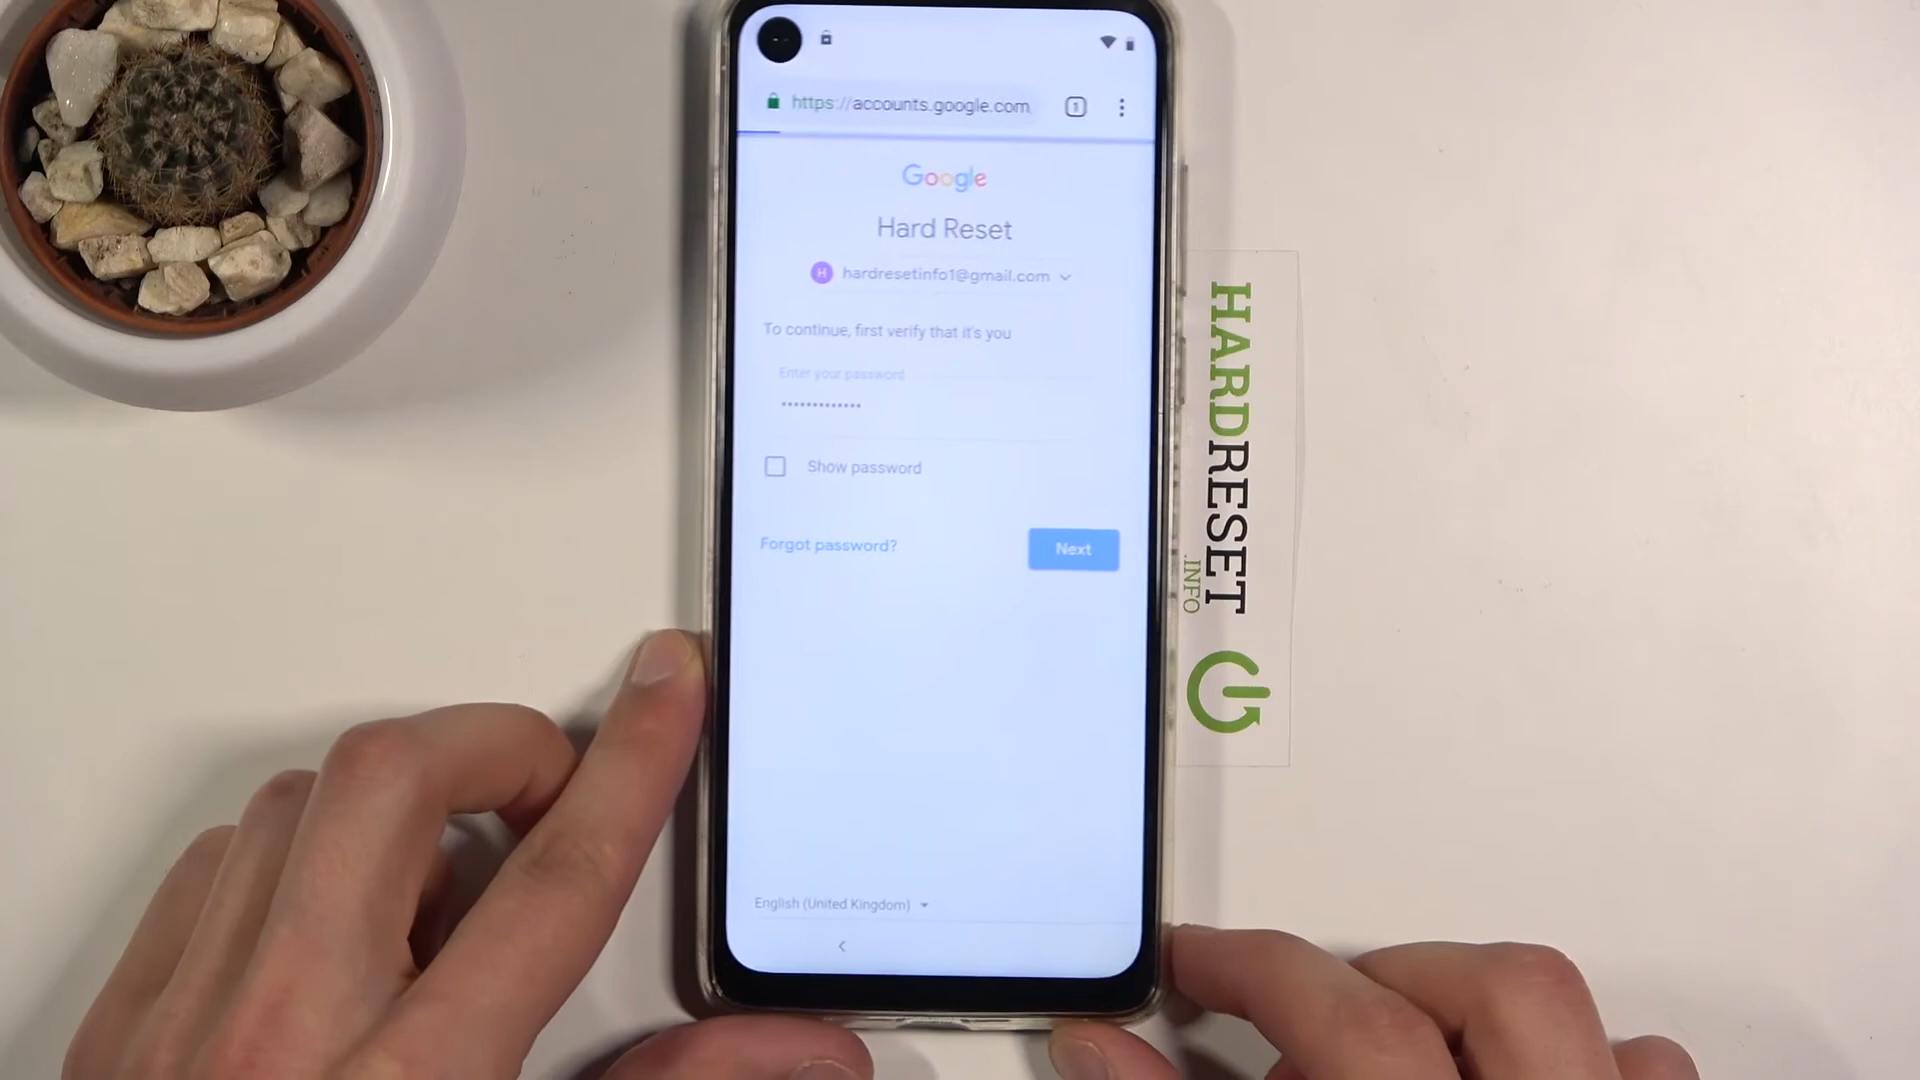 https://accounts.google.com
1
Google
Hard Reset
H hardresetinfo1@gmail.com
To continue, first verify that it's you
Enter your password
•••••••••••••
Show password
Forgot password?
Next
English (United Kingdom)
HARDRESET
.INFO